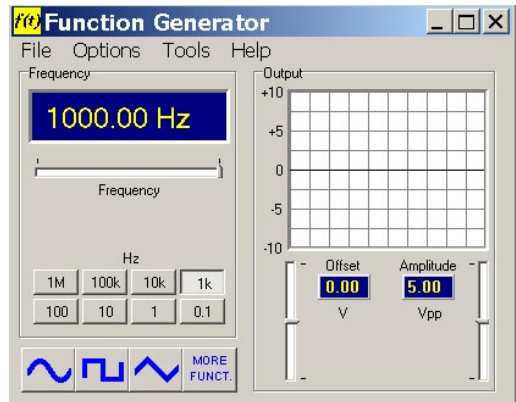 f(t) Function Generator
File Options Tools Help
Frequency
1000.00 Hz
Frequency
Hz
1M 100k 10k 1k
100 10 1 0.1
MORE
FUNCT.
Output
+10
+5
0
-5
-10
Offset Amplitude
0.00 5.00
V Vpp